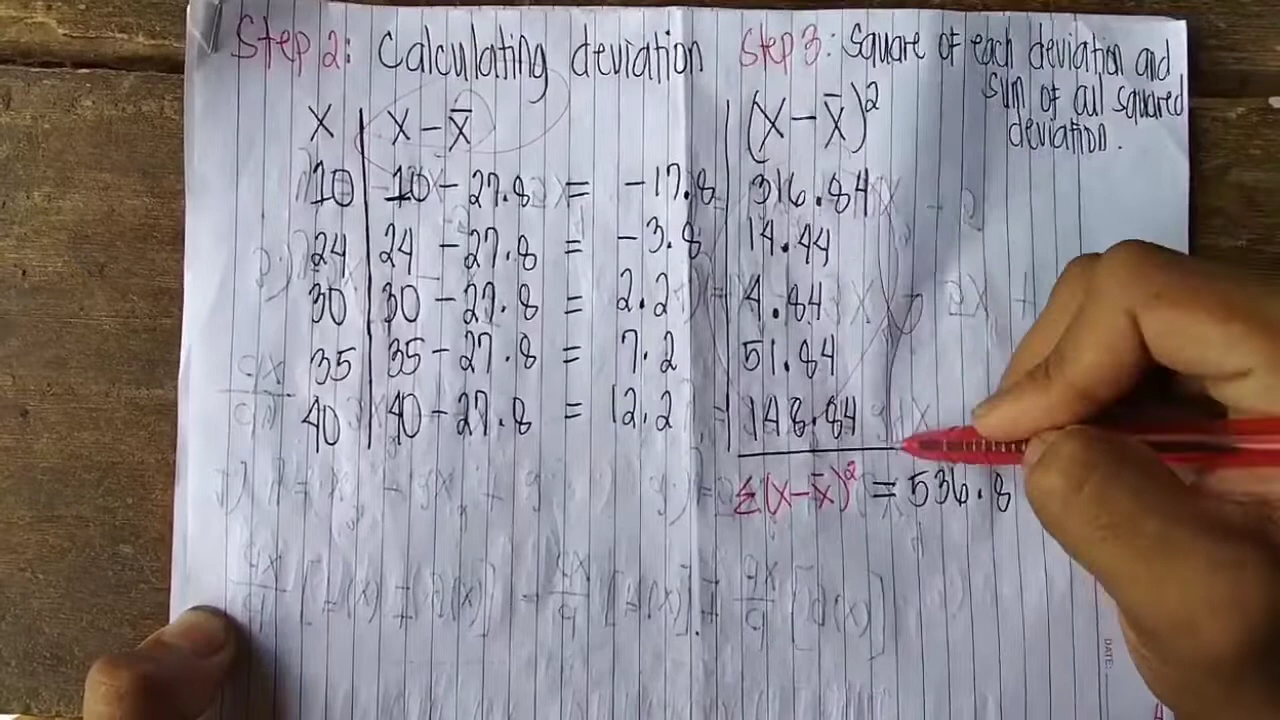 Step 2: Calculating deviation
x | x - x̄
10 | 10 - 27.8 = -17.8
24 | 24 - 27.8 = -3.8
30 | 30 - 27.8 = 2.2
35 | 35 - 27.8 = 7.2
40 | 40 - 27.8 = 12.2
Step 3: Square of each deviation and
sum of all squared
deviation.
(x - x̄)²
316.84
14.44
4.84
51.84
148.84
Σ(x-x̄)² = 536.8
DATE: